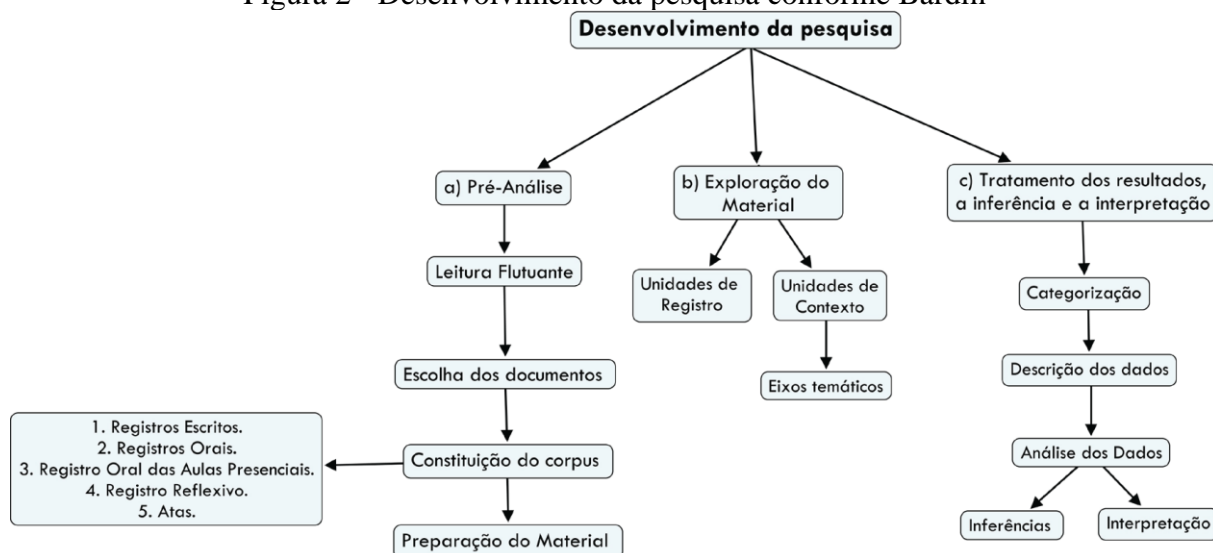 Figura 2 - Desenvolvimento da pesquisa conforme Bardin
Desenvolvimento da pesquisa
a) Pré-Análise
Leitura Flutuante
Escolha dos documentos
Constituição do corpus
1. Registros Escritos.
2. Registros Orais.
3. Registro Oral das Aulas Presenciais.
4. Registro Reflexivo.
5. Atas.
Preparação do Material
b) Exploração do
Material
Unidades de
Registro
Unidades de
Contexto
Eixos temáticos
c) Tratamento dos resultados,
a inferência e a interpretação
Categorização
Descrição dos dados
Análise dos Dados
Inferências
Interpretação